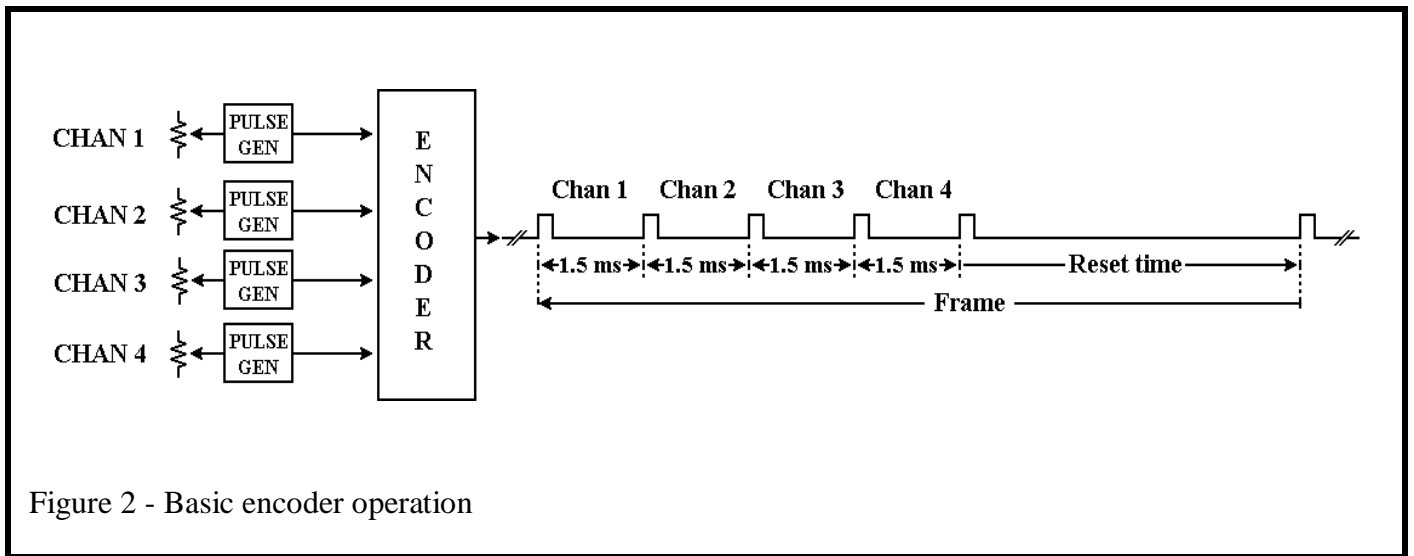 CHAN 1
PULSE
GEN
CHAN 2
PULSE
GEN
CHAN 3
PULSE
GEN
CHAN 4
PULSE
GEN
E
N
C
O
D
E
R
Chan 1 Chan 2 Chan 3 Chan 4
1.5 ms 1.5 ms 1.5 ms 1.5 ms Reset time
Frame
Figure 2 - Basic encoder operation